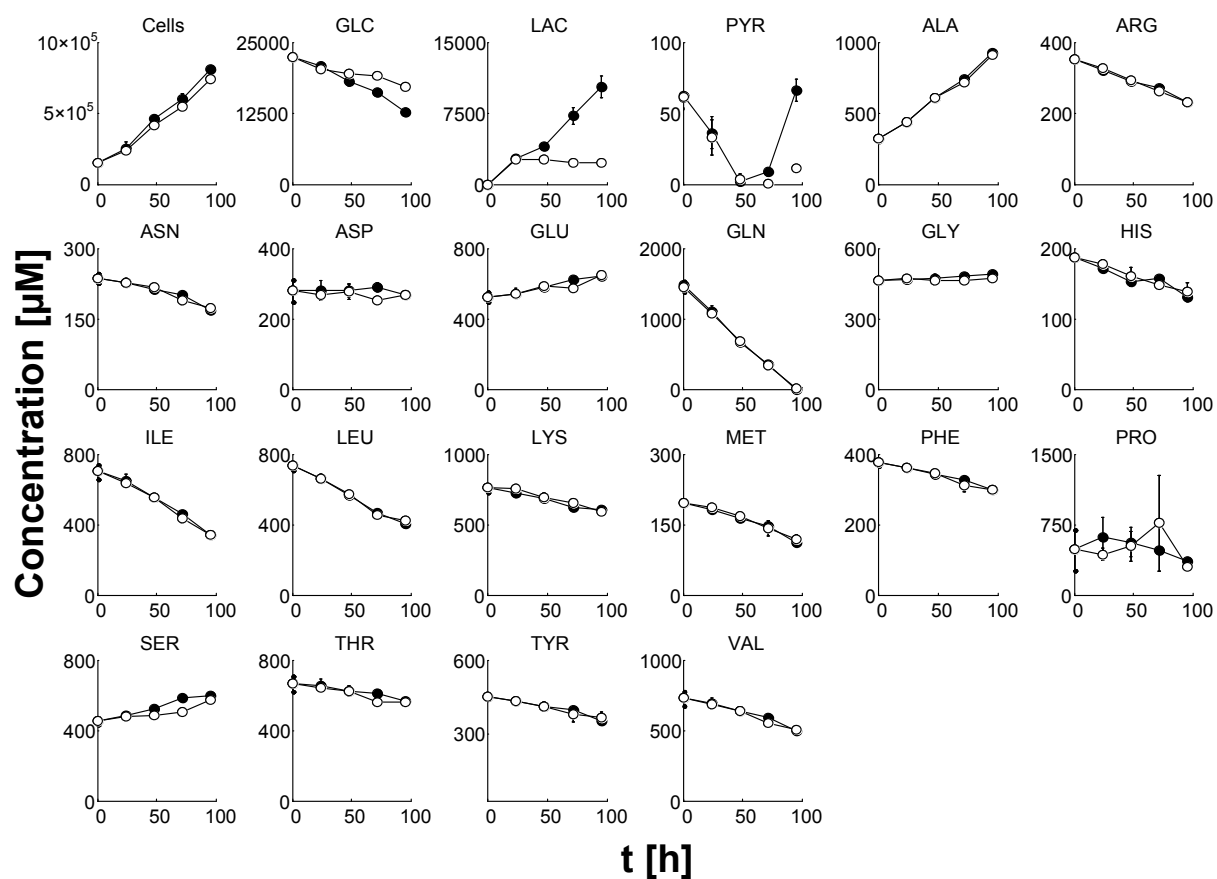 Cells GLC LAC PYR ALA ARG
10×10⁵ 25000 15000 100 1000 400
5×10⁵ 12500 7500 50 500 200
0 0 0 0 0 0
0 50 100 0 50 100 0 50 100 0 50 100 0 50 100 0 50 100
ASN ASP GLU GLN GLY HIS
300 400 800 2000 600 200
150 200 400 1000 300 100
0 0 0 0 0 0
0 50 100 0 50 100 0 50 100 0 50 100 0 50 100 0 50 100
Concentration [µM]
ILE LEU LYS MET PHE PRO
800 800 1000 300 400 1500
400 400 500 150 200 750
0 0 0 0 0 0
0 50 100 0 50 100 0 50 100 0 50 100 0 50 100 0 50 100
SER THR TYR VAL
800 800 600 1000
400 400 300 500
0 0 0 0
0 50 100 0 50 100 0 50 100 0 50 100
t [h]